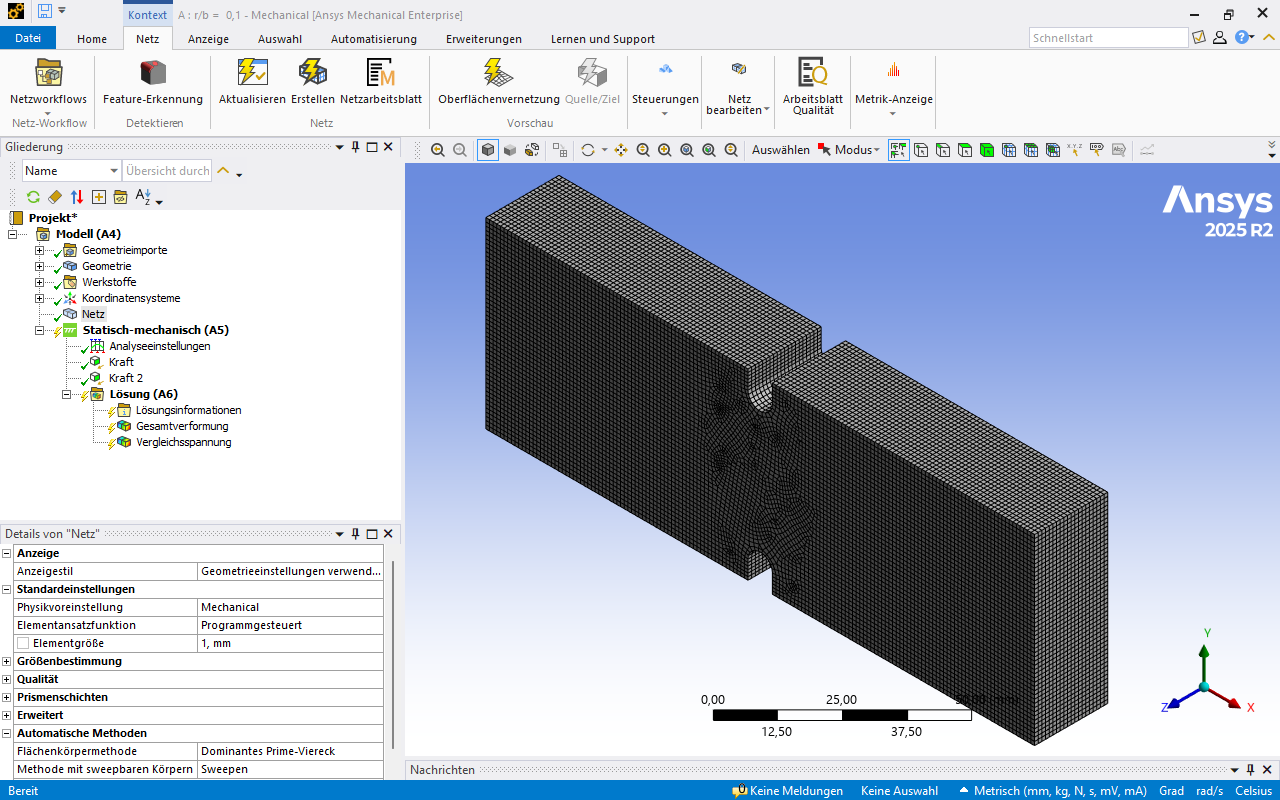 Kontext
A : r/b = 0,1 - Mechanical [Ansys Mechanical Enterprise]
Datei Home Netz Anzeige Auswahl Automatisierung Erweiterungen Lernen und Support
Schnellstart
Netzworkflows Feature-Erkennung Aktualisieren Erstellen Netzarbeitsblatt Oberflächenvernetzung Quelle/Ziel Steuerungen Netz bearbeiten Arbeitsblatt Qualität Metrik-Anzeige
Netz-Workflow Detektieren Netz Vorschau
Gliederung
Name Übersicht durch
Auswählen Modus
Projekt*
Modell (A4)
Geometrieimporte
Geometrie
Werkstoffe
Koordinatensysteme
Netz
Statisch-mechanisch (A5)
Analyseeinstellungen
Kraft
Kraft 2
Lösung (A6)
Lösungsinformationen
Gesamtverformung
Vergleichsspannung
Details von "Netz"
Anzeige
Anzeigestil Geometrieeinstellungen verwend...
Standardeinstellungen
Physikvoreinstellung Mechanical
Elementansatzfunktion Programmgesteuert
Elementgröße 1, mm
Größenbestimmung
Qualität
Prismenschichten
Erweitert
Automatische Methoden
Flächenkörpermethode Dominantes Prime-Viereck
Methode mit sweepbaren Körpern Sweepen
Ansys
2025 R2
0,00 25,00
12,50 37,50
Y
Z X
Nachrichten
Bereit Keine Meldungen Keine Auswahl Metrisch (mm, kg, N, s, mV, mA) Grad rad/s Celsius